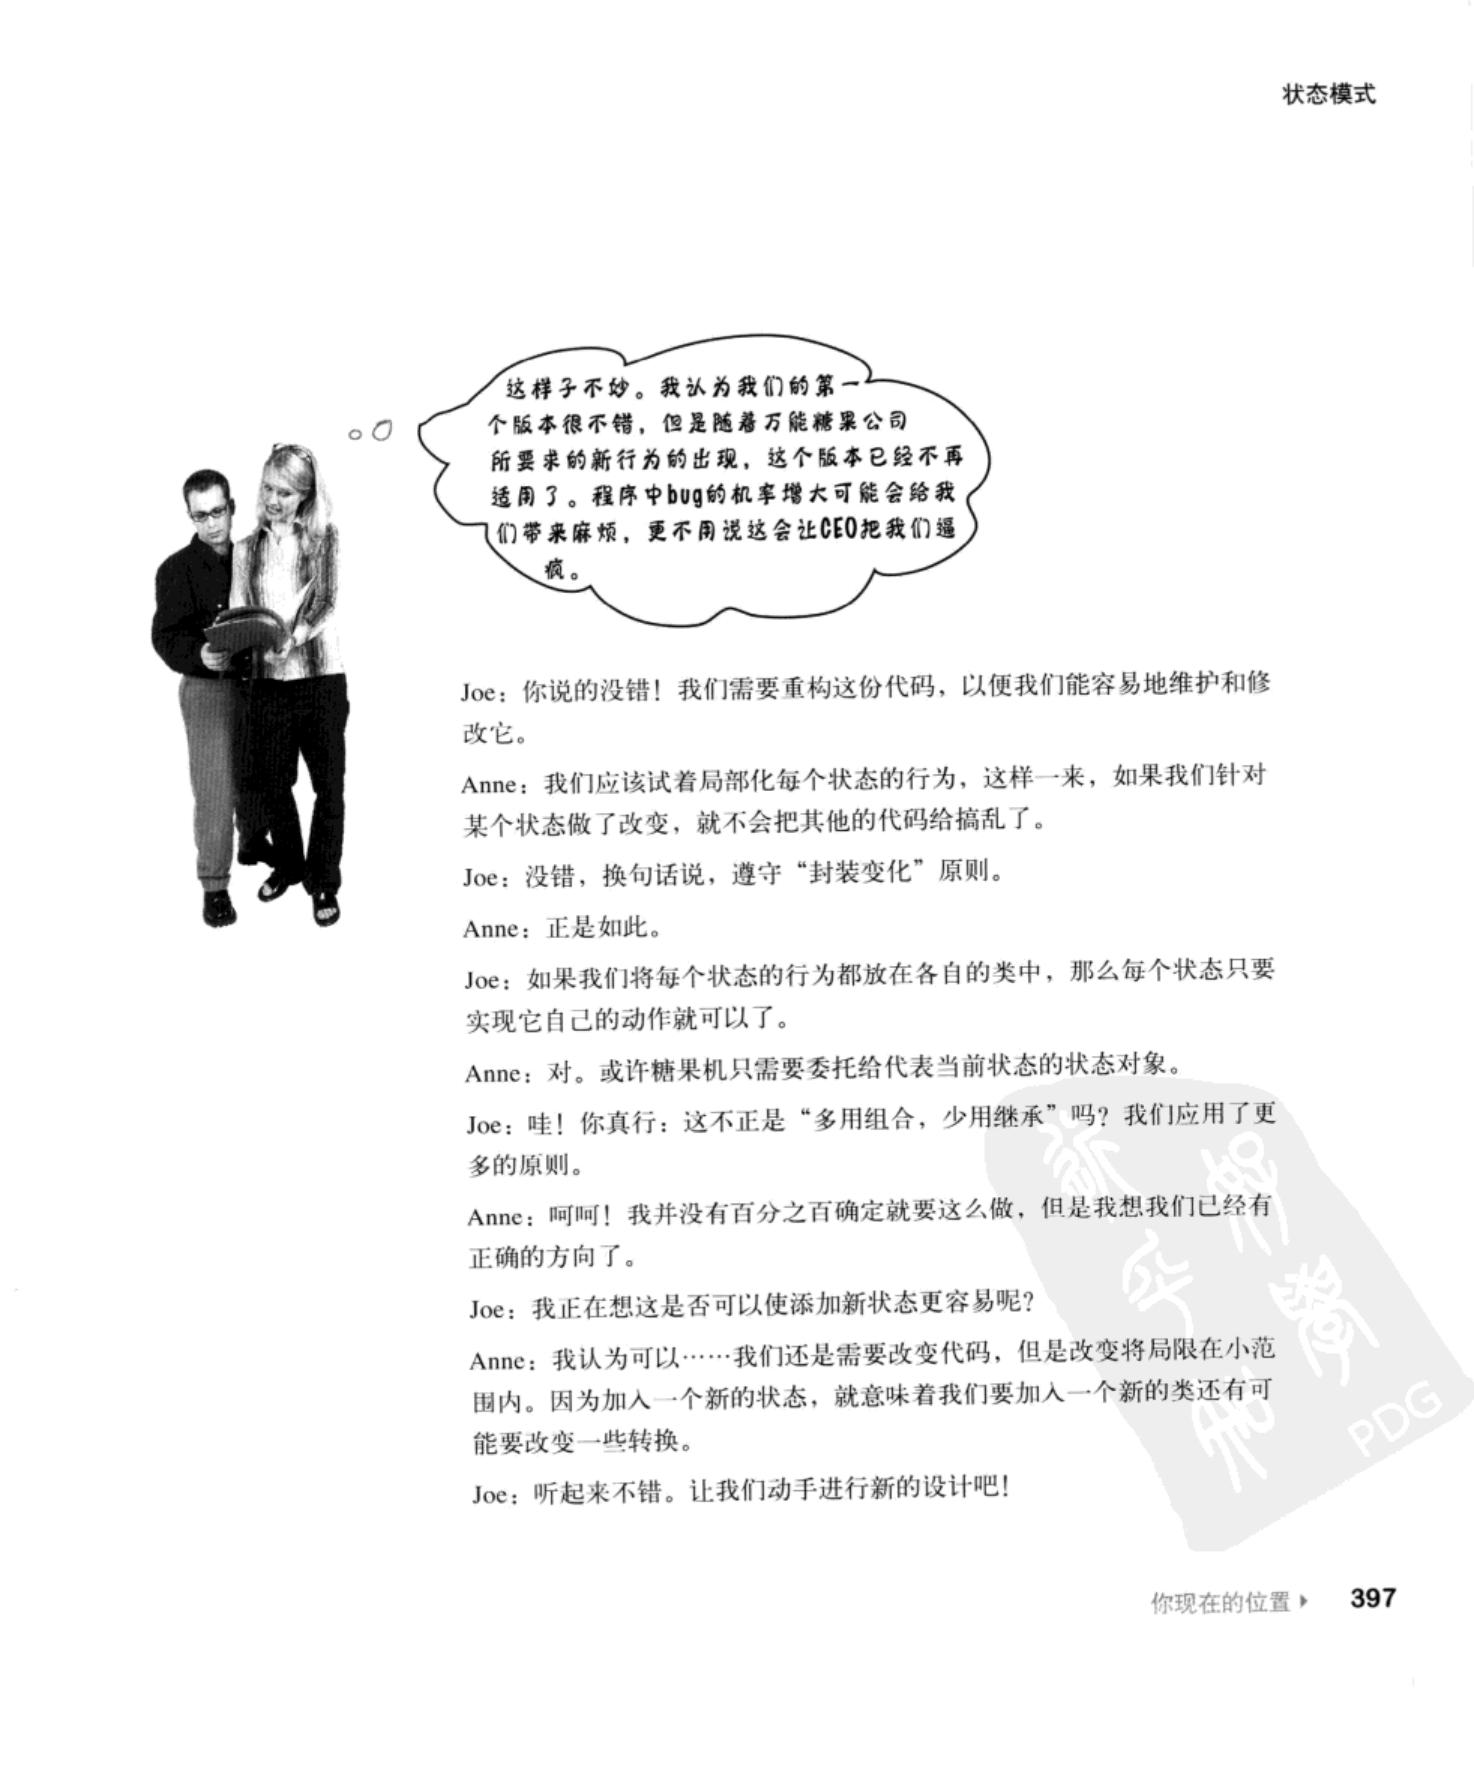 状态模式
这样子不妙。我认为我们的第一
个版本很不错，但是随着万能糖果公司
所要求的新行为的出现，这个版本已经不再
适用了。程序中bug的机率增大可能会给我
们带来麻烦，更不用说这会让CEO把我们逼
疯。
Joe：你说的没错！我们需要重构这份代码，以便我们能容易地维护和修
改它。
Anne：我们应该试着局部化每个状态的行为，这样一来，如果我们针对
某个状态做了改变，就不会把其他的代码给搞乱了。
Joe：没错，换句话说，遵守“封装变化”原则。
Anne：正是如此。
Joe：如果我们将每个状态的行为都放在各自的类中，那么每个状态只要
实现它自己的动作就可以了。
Anne：对。或许糖果机只需要委托给代表当前状态的状态对象。
Joe：哇！你真行：这不正是“多用组合，少用继承”吗？我们应用了更
多的原则。
Anne：呵呵！我并没有百分之百确定就要这么做，但是我想我们已经有
正确的方向了。
Joe：我正在想这是否可以使添加新状态更容易呢？
Anne：我认为可以……我们还是需要改变代码，但是改变将局限在小范
围内。因为加入一个新的状态，就意味着我们要加入一个新的类还有可
能要改变一些转换。
Joe：听起来不错。让我们动手进行新的设计吧！
PDG
你现在的位置 397